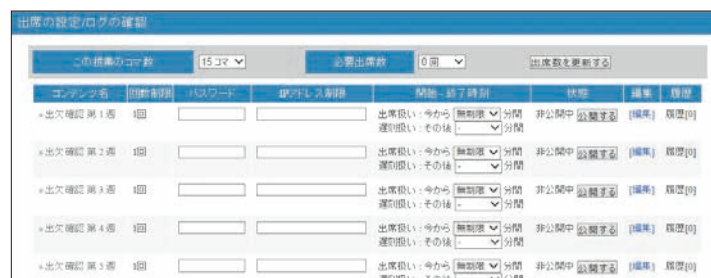 出席の設定/ログの確認
この授業のコマ数 15コマ 必要出席数 0回 出席数を更新する
コンテンツ名 回数制限 パスワード IPアドレス制限 開始~終了時刻 状態 編集 履歴
出欠確認 第1週 1回 出席扱い：今から 無制限 分間 非公開中 公開する [編集] 履歴[0]
遅刻扱い：その後 - 分間
出欠確認 第2週 1回 出席扱い：今から 無制限 分間 非公開中 公開する [編集] 履歴[0]
遅刻扱い：その後 - 分間
出欠確認 第3週 1回 出席扱い：今から 無制限 分間 非公開中 公開する [編集] 履歴[0]
遅刻扱い：その後 - 分間
出欠確認 第4週 1回 出席扱い：今から 無制限 分間 非公開中 公開する [編集] 履歴[0]
遅刻扱い：その後 - 分間
出欠確認 第5週 1回 出席扱い：今から 無制限 分間 非公開中 公開する [編集] 履歴[0]